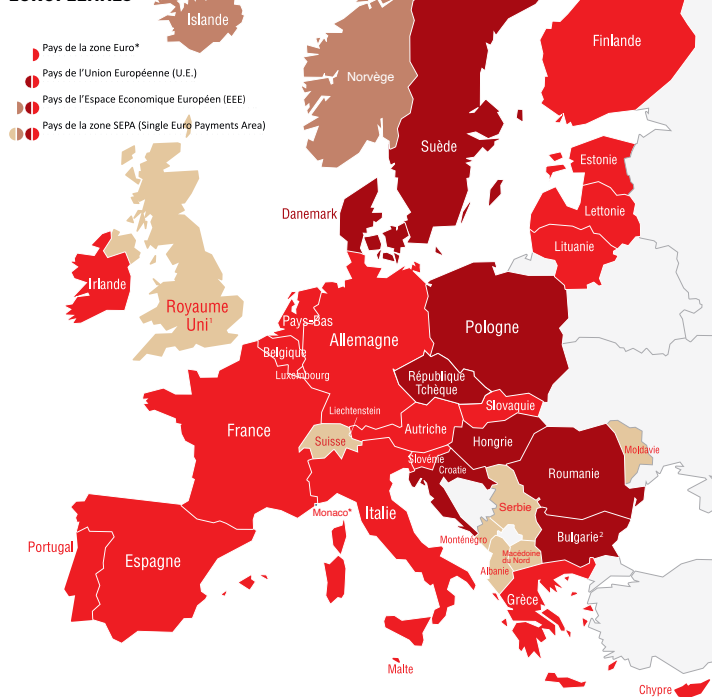 Islande
Pays de la zone Euro*
Pays de l'Union Européenne (U.E.)
Pays de l'Espace Economique Européen (EEE)
Pays de la zone SEPA (Single Euro Payments Area)
Finlande
Norvège
Suède
Estonie
Lettonie
Lituanie
Danemark
Irlande
Royaume
Uni¹
Pays-Bas
Allemagne
Pologne
Belgique
Luxembourg
République
Tchèque
Slovaquie
Liechtenstein
France
Suisse
Autriche
Hongrie
Moldavie
Slovénie
Croatie
Roumanie
Monaco*
Italie
Serbie
Bulgarie²
Monténégro
Portugal
Espagne
Macédoine
du Nord
Albanie
Grèce
Malte
Chypre